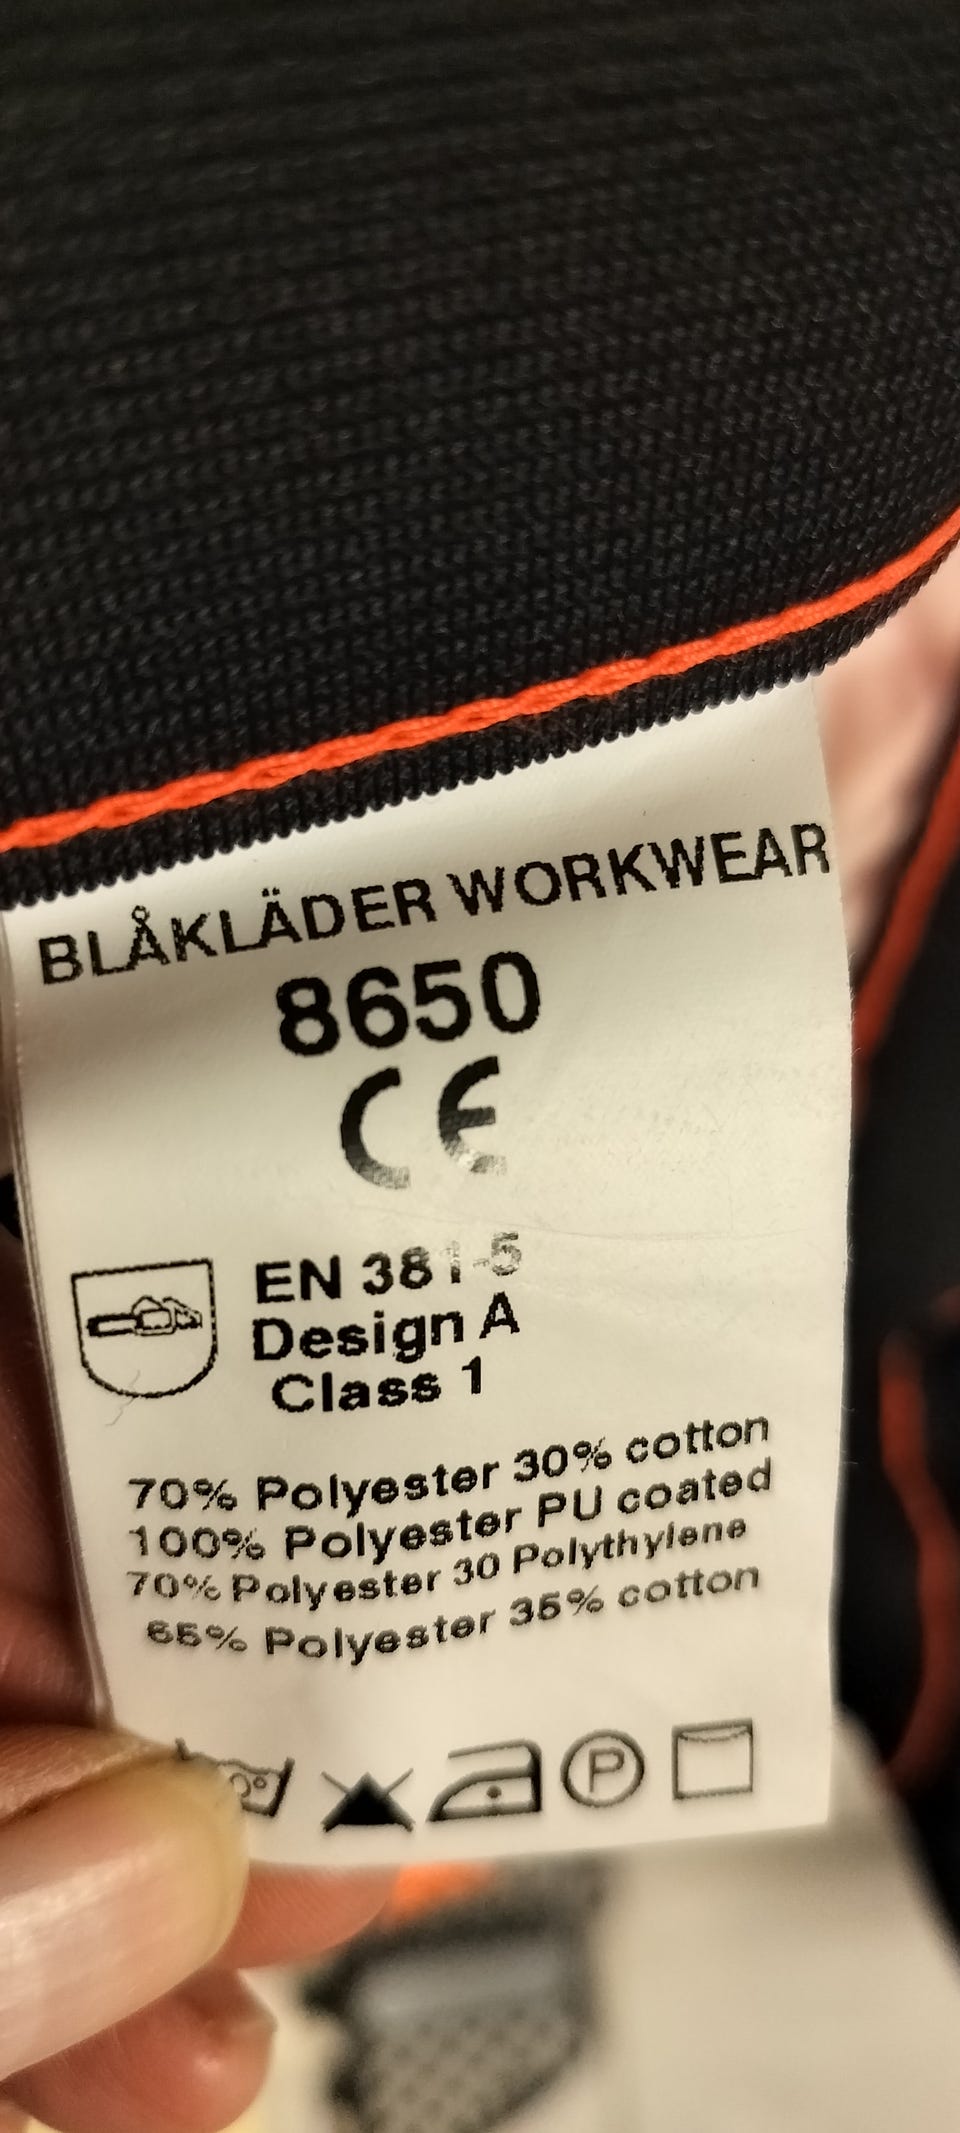 BLÅKLÄDER WORKWEAR
8650
CE
EN 381-5
Design A
Class 1
70% Polyester 30% cotton
100% Polyester PU coated
70% Polyester 30 Polythylene
65% Polyester 35% cotton
P